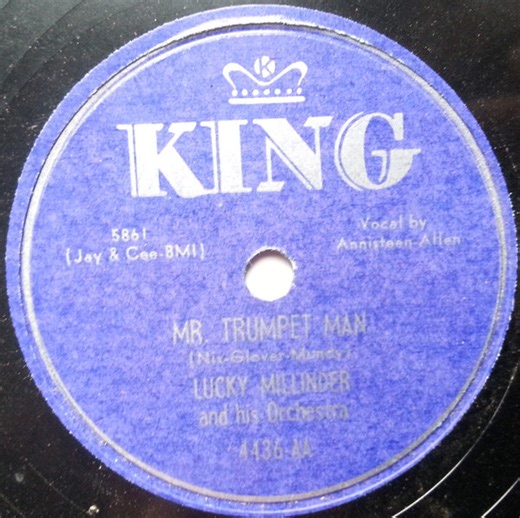 K
KING
5861
(Jay & Cee-BMI)
Vocal by
Annisteen Allen
MR. TRUMPET MAN
(Nix-Glover-Mundy)
LUCKY MILLINDER
and his Orchestra
4436-AA